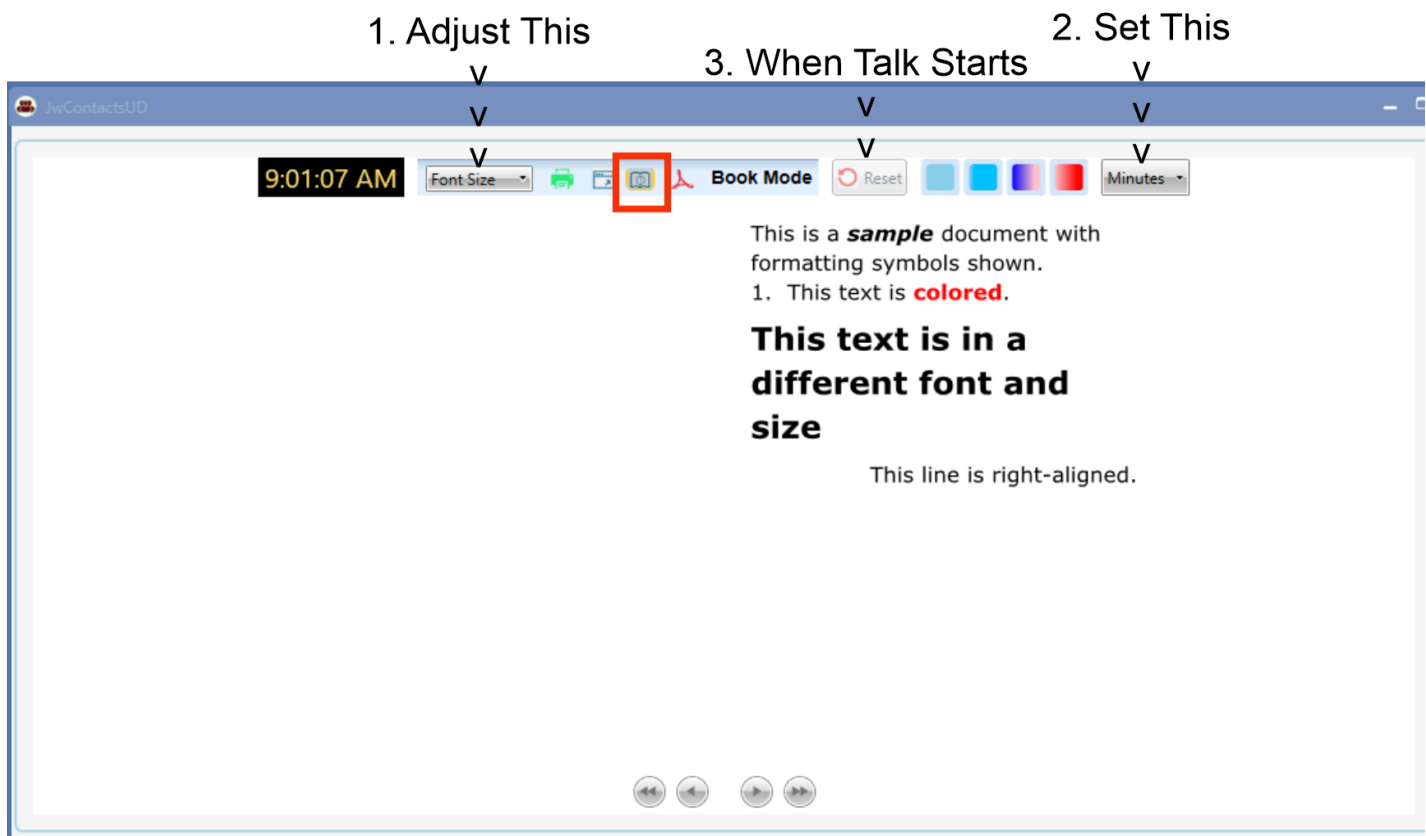 1. Adjust This
2. Set This
3. When Talk Starts
v
v
v
v
v
v
v
v
JwContactsUD
9:01:07 AM
Font Size
Book Mode
Reset
Minutes
This is a sample document with
formatting symbols shown.
1. This text is colored.
This text is in a
different font and
size
This line is right-aligned.